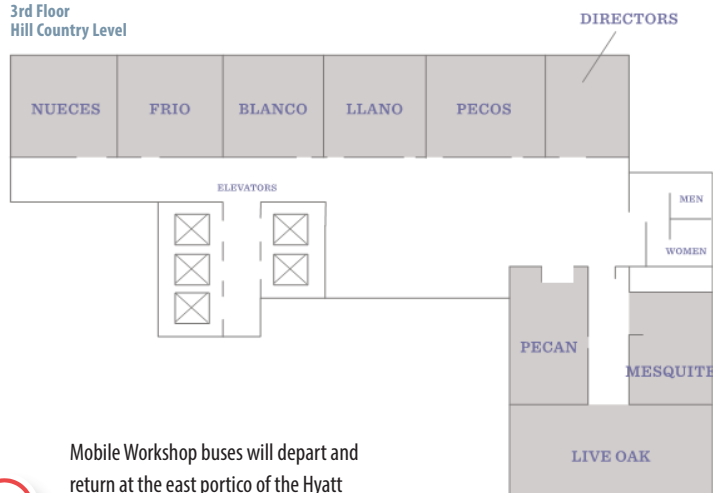 3rd Floor
Hill Country Level
DIRECTORS
NUECES
FRIO
BLANCO
LLANO
PECOS
ELEVATORS
MEN
WOMEN
PECAN
MESQUITE
LIVE OAK
Mobile Workshop buses will depart and
return at the east portico of the Hyatt